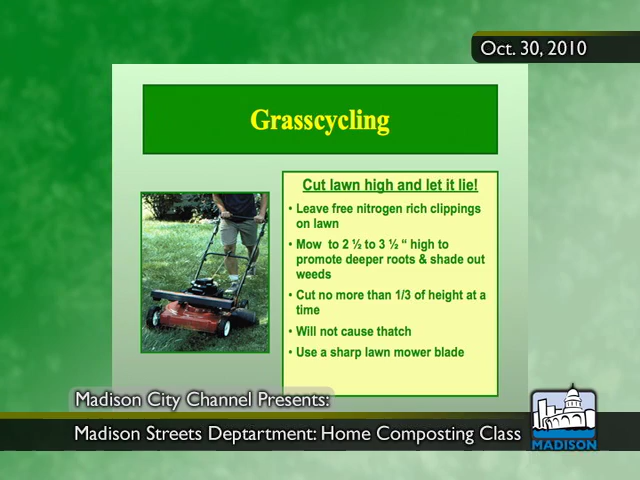 Oct. 30, 2010
Grasscycling
Cut lawn high and let it lie!
• Leave free nitrogen rich clippings
on lawn
• Mow to 2 ½ to 3 ½ “ high to
promote deeper roots & shade out
weeds
• Cut no more than 1/3 of height at a
time
• Will not cause thatch
• Use a sharp lawn mower blade
Madison City Channel Presents:
Madison Streets Deptartment: Home Composting Class
MADISON